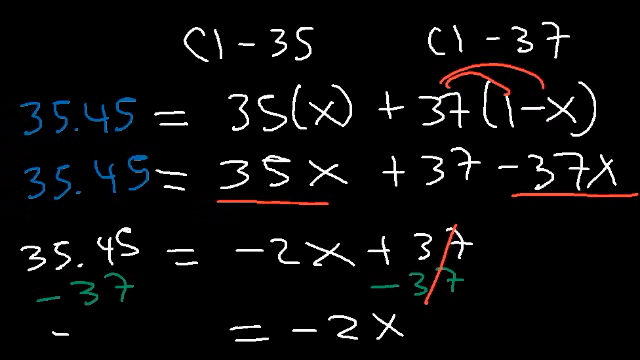 Cl-35 Cl-37
35.45 = 35(x) + 37(1-x)
35.45 = 35x + 37 - 37x
35.45 = -2x + 37
-37 -37
- = -2x